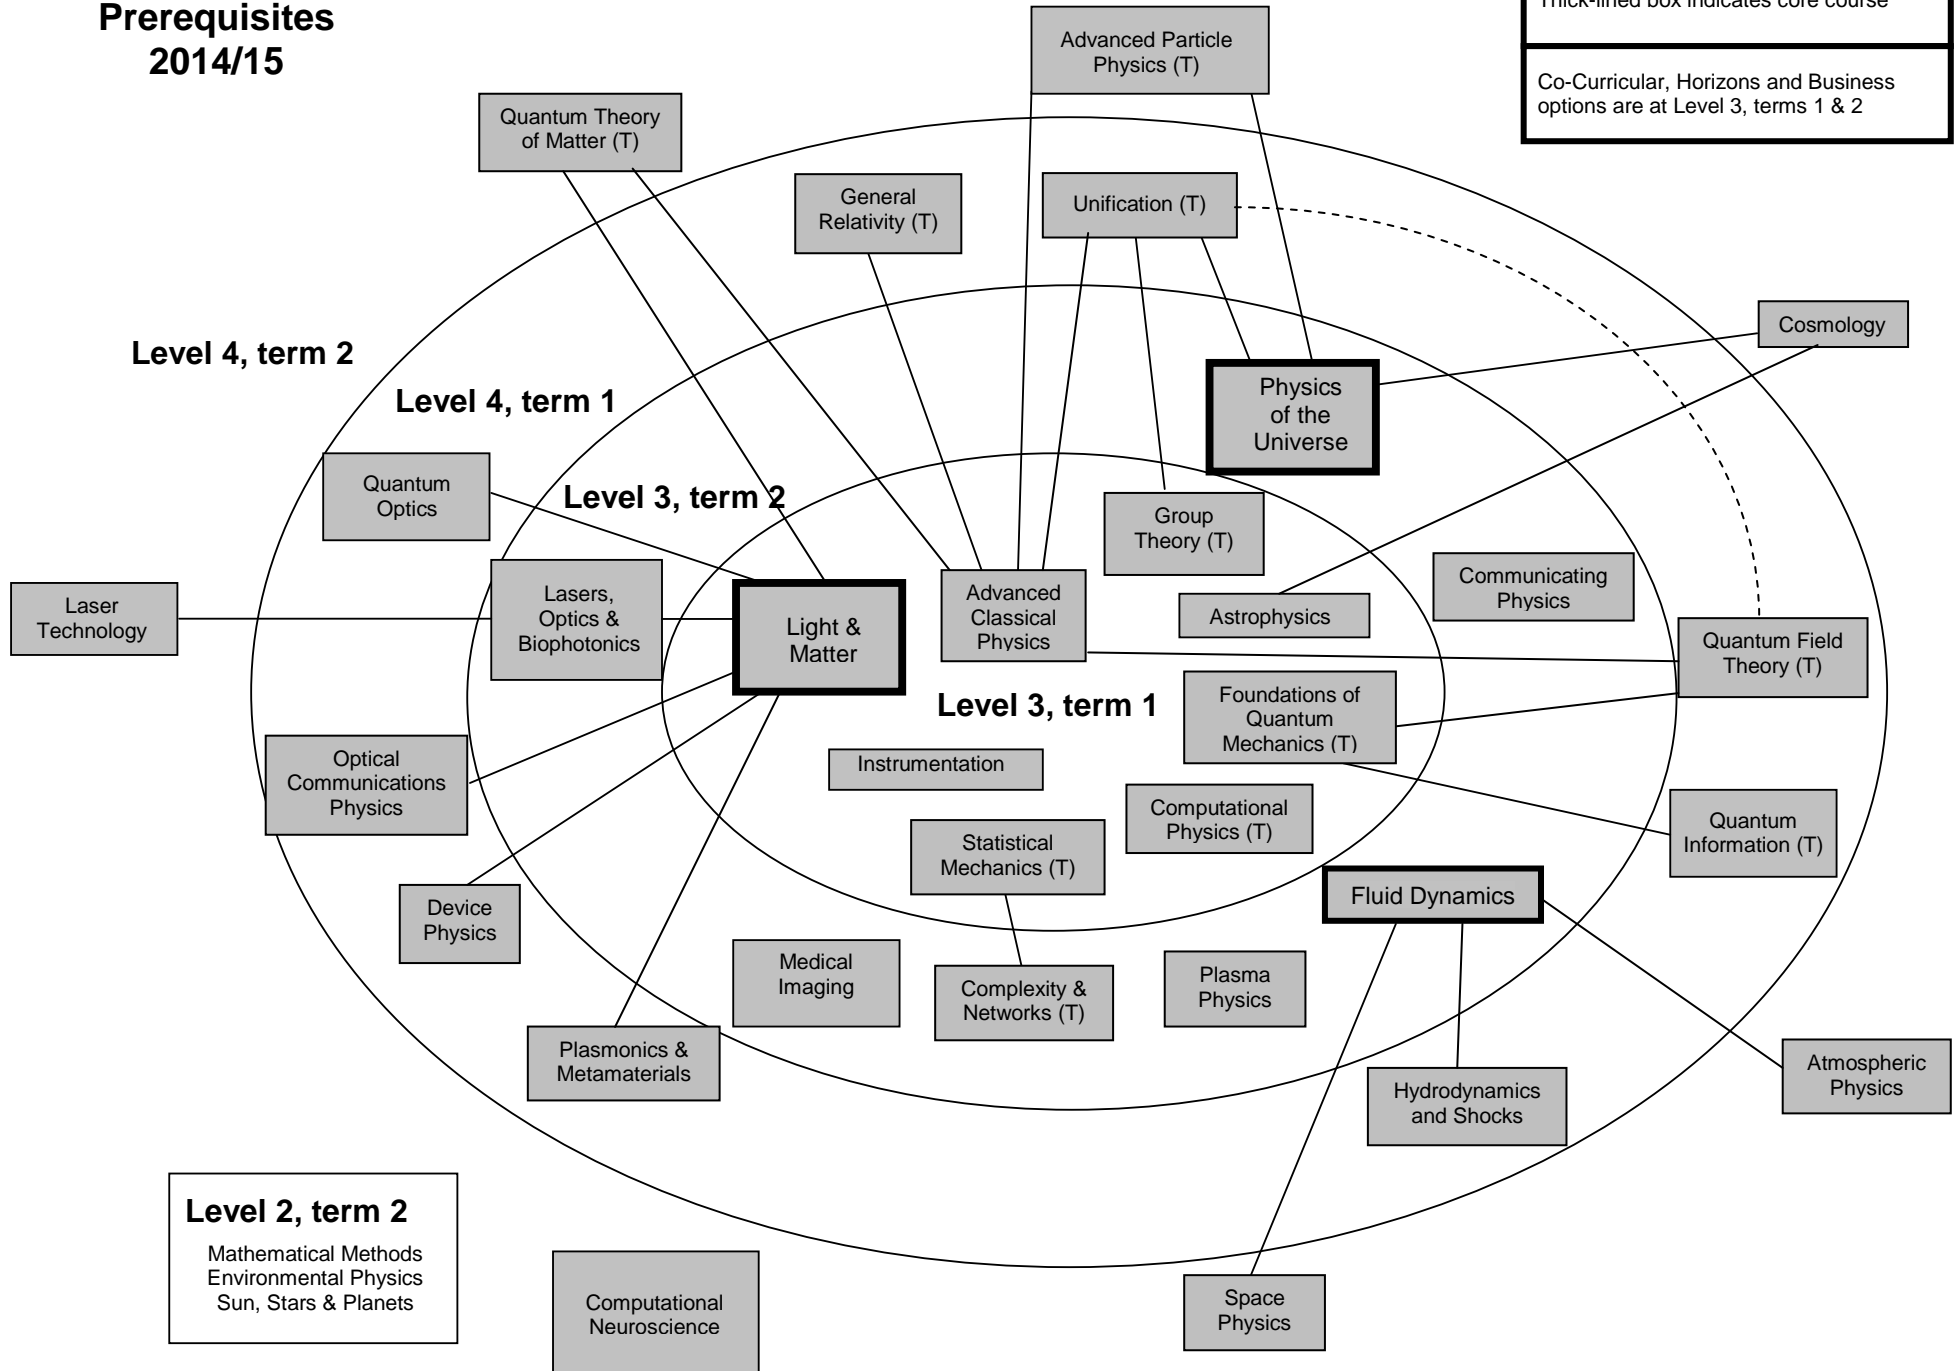 Prerequisites
2014/15
Thick-lined box indicates core course
Co-Curricular, Horizons and Business
options are at Level 3, terms 1 & 2
Advanced Particle
Physics (T)
Quantum Theory
of Matter (T)
General
Relativity (T)
Unification (T)
Cosmology
Level 4, term 2
Level 4, term 1
Physics
of the
Universe
Quantum
Optics
Level 3, term 2
Group
Theory (T)
Communicating
Physics
Laser
Technology
Lasers,
Optics &
Biophotonics
Light &
Matter
Advanced
Classical
Physics
Astrophysics
Quantum Field
Theory (T)
Level 3, term 1
Foundations of
Quantum
Mechanics (T)
Optical
Communications
Physics
Instrumentation
Computational
Physics (T)
Quantum
Information (T)
Statistical
Mechanics (T)
Fluid Dynamics
Device
Physics
Medical
Imaging
Complexity &
Networks (T)
Plasma
Physics
Plasmonics &
Metamaterials
Hydrodynamics
and Shocks
Atmospheric
Physics
Level 2, term 2
Mathematical Methods
Environmental Physics
Sun, Stars & Planets
Computational
Neuroscience
Space
Physics